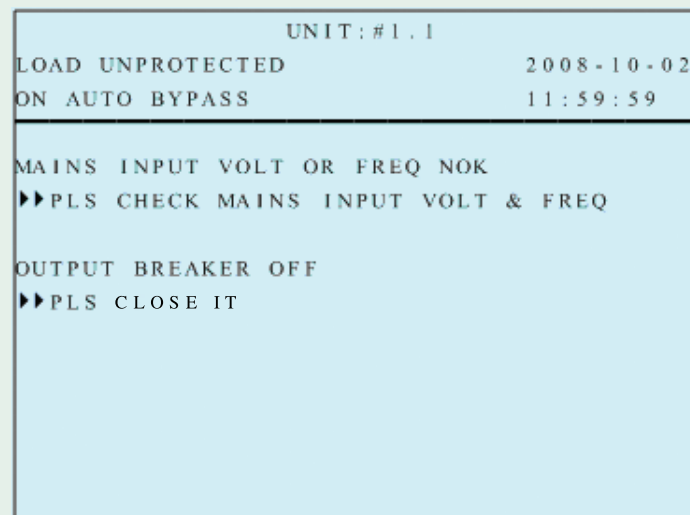 UNIT:#1.1
LOAD UNPROTECTED 2008-10-02
ON AUTO BYPASS 11:59:59
MAINS INPUT VOLT OR FREQ NOK
PLS CHECK MAINS INPUT VOLT & FREQ
OUTPUT BREAKER OFF
PLS CLOSE IT